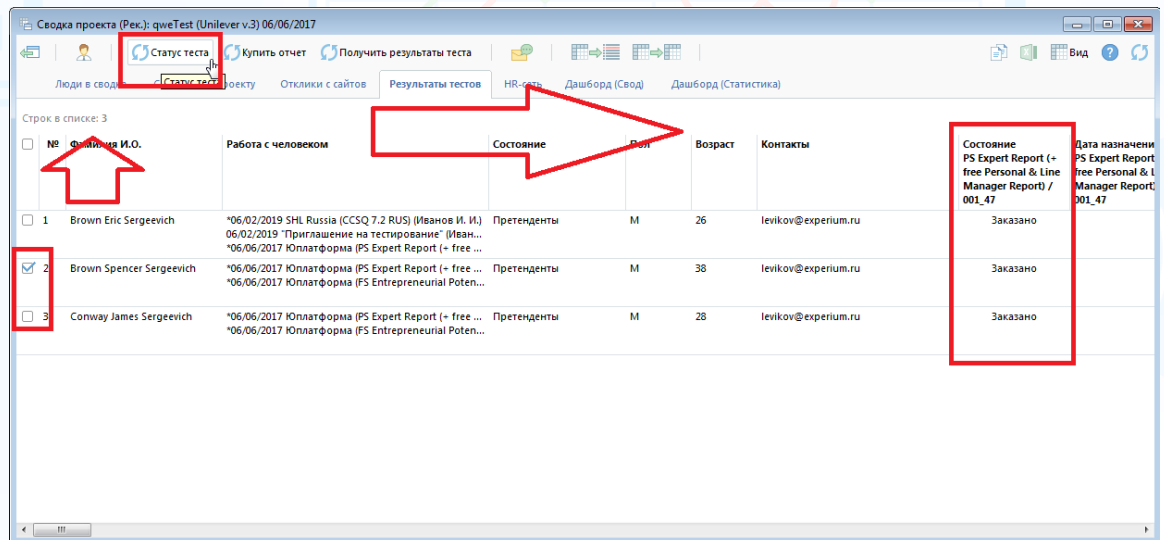 Сводка проекта (Рек.): qweTest (Unilever v.3) 06/06/2017
Статус теста Купить отчет Получить результаты теста Вид
Люди в сводке Статус теста роекту Отклики с сайтов Результаты тестов HR-сеть Дашборд (Свод) Дашборд (Статистика)
Строк в списке: 3
№ Фамилия И.О. Работа с человеком Состояние Пол Возраст Контакты Состояние Дата назначени
PS Expert Report (+ PS Expert Report
free Personal & Line free Personal & L
Manager Report) / Manager Report)
001_47 001_47
1 Brown Eric Sergeevich *06/02/2019 SHL Russia (CCSQ 7.2 RUS) (Иванов И. И.) Претенденты М 26 levikov@experium.ru Заказано
06/02/2019 "Приглашение на тестирование" (Иван...
*06/06/2017 Юплатформа (PS Expert Report (+ free ...
2 Brown Spencer Sergeevich *06/06/2017 Юплатформа (PS Expert Report (+ free ... Претенденты М 38 levikov@experium.ru Заказано
*06/06/2017 Юплатформа (FS Entrepreneurial Poten...
3 Conway James Sergeevich *06/06/2017 Юплатформа (PS Expert Report (+ free ... Претенденты М 28 levikov@experium.ru Заказано
*06/06/2017 Юплатформа (FS Entrepreneurial Poten...